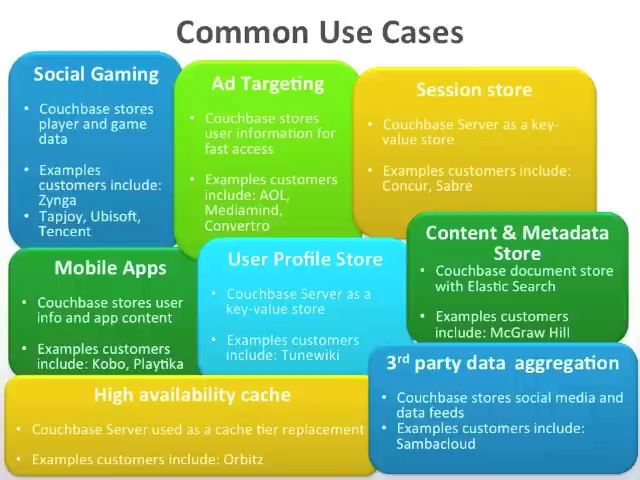 Common Use Cases
Social Gaming
• Couchbase stores
player and game
data
• Examples
customers include:
Zynga
• Tapjoy, Ubisoft,
Tencent
Ad Targeting
• Couchbase stores
user information for
fast access
• Examples customers
include: AOL,
Mediamind,
Convertro
Session store
• Couchbase Server as a key-
value store
• Examples customers include:
Concur, Sabre
Mobile Apps
• Couchbase stores user
info and app content
• Examples customers
include: Kobo, Playtika
User Profile Store
• Couchbase Server as a
key-value store
• Examples customers
include: Tunewiki
Content & Metadata
Store
• Couchbase document store
with Elastic Search
• Examples customers
include: McGraw Hill
High availability cache
• Couchbase Server used as a cache tier replacement
• Examples customers include: Orbitz
3rd party data aggregation
• Couchbase stores social media and
data feeds
• Examples customers include:
Sambacloud